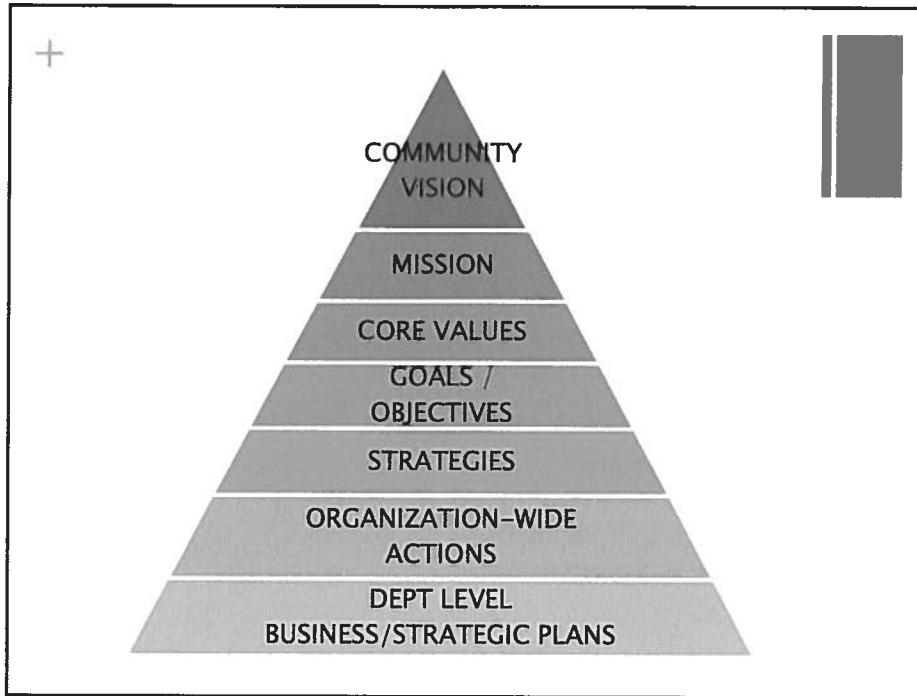 COMMUNITY
VISION
MISSION
CORE VALUES
GOALS /
OBJECTIVES
STRATEGIES
ORGANIZATION-WIDE
ACTIONS
DEPT LEVEL
BUSINESS/STRATEGIC PLANS